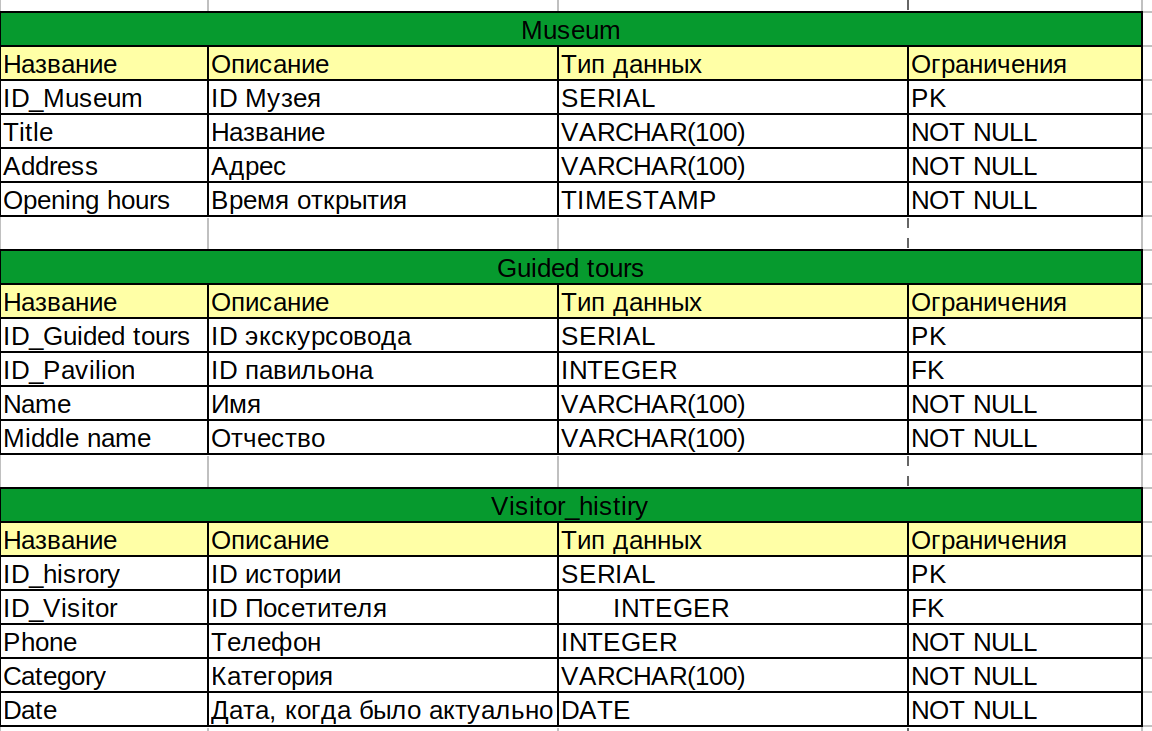 Museum
Название Описание Тип данных Ограничения
ID_Museum ID Музея SERIAL PK
Title Название VARCHAR(100) NOT NULL
Address Адрес VARCHAR(100) NOT NULL
Opening hours Время открытия TIMESTAMP NOT NULL
Guided tours
Название Описание Тип данных Ограничения
ID_Guided tours ID экскурсовода SERIAL PK
ID_Pavilion ID павильона INTEGER FK
Name Имя VARCHAR(100) NOT NULL
Middle name Отчество VARCHAR(100) NOT NULL
Visitor_histiry
Название Описание Тип данных Ограничения
ID_hisrory ID истории SERIAL PK
ID_Visitor ID Посетителя INTEGER FK
Phone Телефон INTEGER NOT NULL
Category Категория VARCHAR(100) NOT NULL
Date Дата, когда было актуально DATE NOT NULL